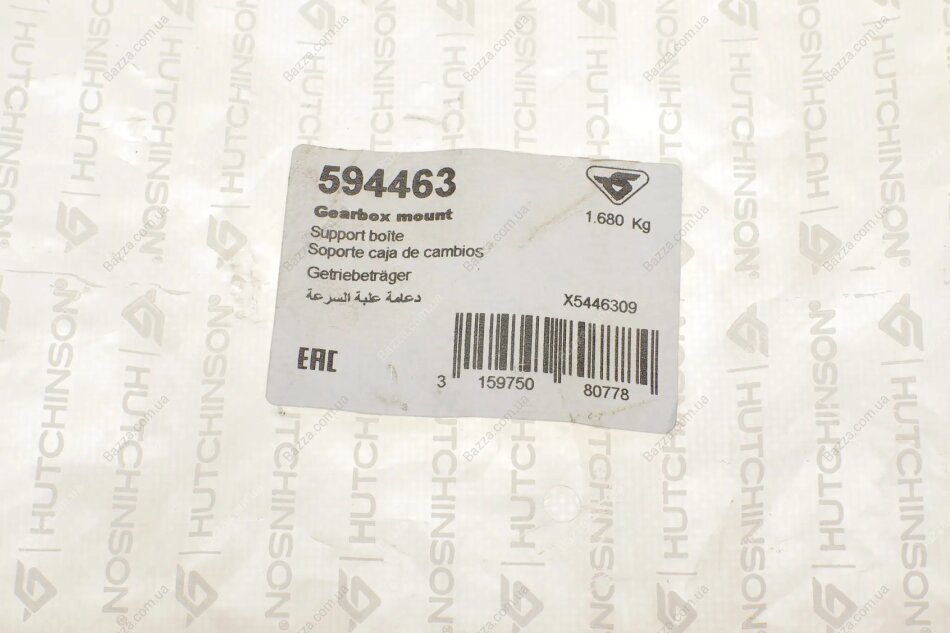 594463
Gearbox mount
Support boîte
Soporte caja de cambios
Getriebeträger
دعامة علبة السرعة
1.680 Kg
X5446309
EAC
3 159750 80778
HUTCHINSON®
Bazza.com.ua